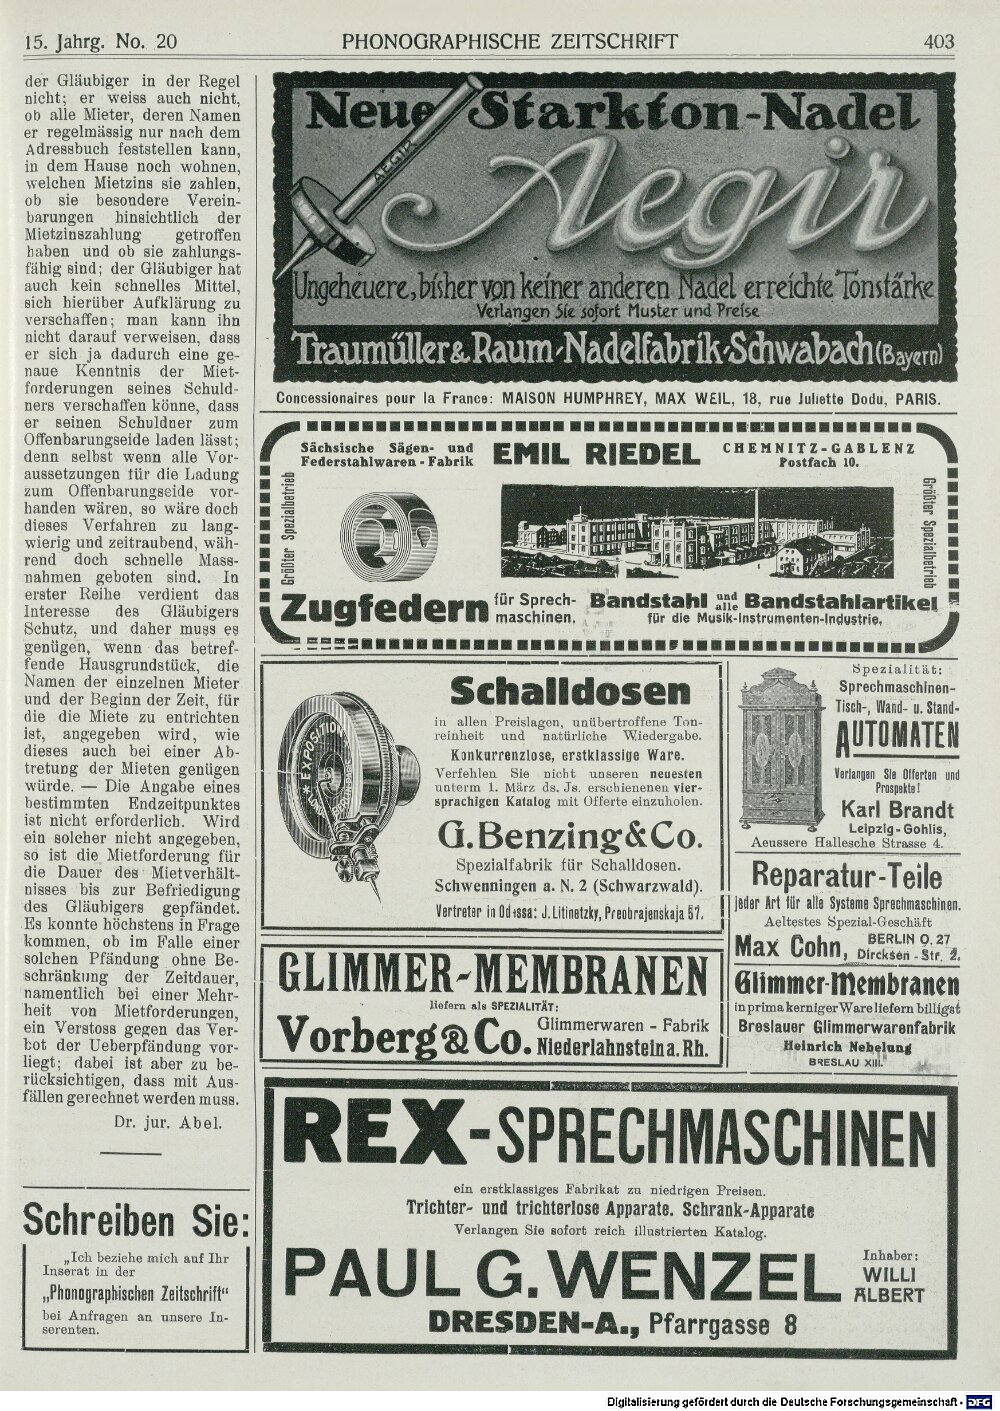 15. Jahrg. No. 20
PHONOGRAPHISCHE ZEITSCHRIFT
403
der Gläubiger in der Regel
nicht; er weiss auch nicht,
ob alle Mieter, deren Namen
er regelmässig nur nach dem
Adressbuch feststellen kann,
in dem Hause noch wohnen,
welchen Mietzins sie zahlen,
ob sie besondere Verein-
barungen hinsichtlich der
Mietzinszahlung getroffen
haben und ob sie zahlungs-
fähig sind; der Gläubiger hat
auch kein schnelles Mittel,
sich hierüber Aufklärung zu
verschaffen; man kann ihn
nicht darauf verweisen, dass
er sich ja dadurch eine ge-
naue Kenntnis der Miet-
forderungen seines Schuld-
ners verschaffen könne, dass
er seinen Schuldner zum
Offenbarungseide laden lässt;
denn selbst wenn alle Vor-
aussetzungen für die Ladung
zum Offenbarungseide vor-
handen wären, so wäre doch
dieses Verfahren zu lang-
wierig und zeitraubend, wäh-
rend doch schnelle Mass-
nahmen geboten sind. In
erster Reihe verdient das
Interesse des Gläubigers
Schutz, und daher muss es
genügen, wenn das betref-
fende Hausgrundstück, die
Namen der einzelnen Mieter
und der Beginn der Zeit, für
die die Miete zu entrichten
ist, angegeben wird, wie
dieses auch bei einer Ab-
tretung der Mieten genügen
würde. — Die Angabe eines
bestimmten Endzeitpunktes
ist nicht erforderlich. Wird
ein solcher nicht angegeben,
so ist die Mietforderung für
die Dauer des Mietverhält-
nisses bis zur Befriedigung
des Gläubigers gepfändet.
Es konnte höchstens in Frage
kommen, ob im Falle einer
solchen Pfändung ohne Be-
schränkung der Zeitdauer,
namentlich bei einer Mehr-
heit von Mietforderungen,
ein Verstoss gegen das Ver-
bot der Ueberpfändung vor-
liegt; dabei ist aber zu be-
rücksichtigen, dass mit Aus-
fällen gerechnet werden muss.
Dr. jur. Abel.
Schreiben Sie:
„Ich beziehe mich auf Ihr
Inserat in der
„Phonographischen Zeitschrift“
bei Anfragen an unsere In-
serenten.
Neue Starkton-Nadel
AEGIR
Aegir
Ungeheuere, bisher von keiner anderen Nadel erreichte Tonstärke
Verlangen Sie sofort Muster und Preise
Traumüller & Raum-Nadelfabrik-Schwabach (Bayern)
Concessionaires pour la France: MAISON HUMPHREY, MAX WEIL, 18, rue Juliette Dodu, PARIS.
Sächsische Sägen- und
Federstahlwaren-Fabrik
EMIL RIEDEL
CHEMNITZ-GABLENZ
Postfach 10.
Größter Spezialbetrieb
Größter Spezialbetrieb
Zugfedern für Sprech-
maschinen,
Bandstahl und alle Bandstahlartikel
für die Musik-Instrumenten-Industrie.
EXPOSITION
Schalldosen
in allen Preislagen, unübertroffene Ton-
reinheit und natürliche Wiedergabe.
Konkurrenzlose, erstklassige Ware.
Verfehlen Sie nicht unseren neuesten
unterm 1. März ds. Js. erschienenen vier-
sprachigen Katalog mit Offerte einzuholen.
G. Benzing & Co.
Spezialfabrik für Schalldosen.
Schwenningen a. N. 2 (Schwarzwald).
Vertreter in Odessa: J. Litinetzky, Preobrajenskaja 57.
Spezialität:
Sprechmaschinen-
Tisch-, Wand- u. Stand-
AUTOMATEN
Verlangen Sie Offerten und
Prospekte!
Karl Brandt
Leipzig-Gohlis,
Aeussere Hallesche Strasse 4.
Reparatur-Teile
jeder Art für alle Systeme Sprechmaschinen.
Aeltestes Spezial-Geschäft
Max Cohn, BERLIN O. 27
Dircksen-Str. 2.
GLIMMER-MEMBRANEN
liefern als SPEZIALITÄT:
Vorberg & Co. Glimmerwaren-Fabrik
Niederlahnstein a. Rh.
Glimmer-Membranen
in prima kerniger Ware liefern billigst
Breslauer Glimmerwarenfabrik
Heinrich Nebelung
BRESLAU XIII.
REX-SPRECHMASCHINEN
ein erstklassiges Fabrikat zu niedrigen Preisen.
Trichter- und trichterlose Apparate. Schrank-Apparate
Verlangen Sie sofort reich illustrierten Katalog.
PAUL G. WENZEL
Inhaber:
WILLI
ALBERT
DRESDEN-A., Pfarrgasse 8
Digitalisierung gefördert durch die Deutsche Forschungsgemeinschaft - DFG